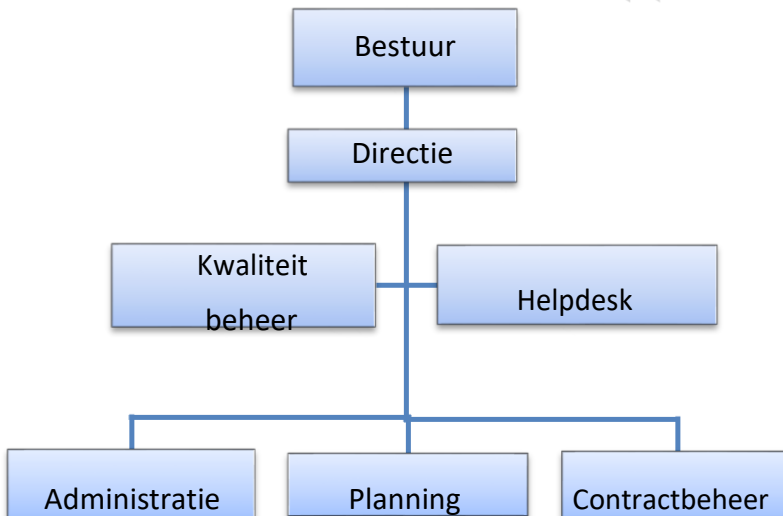 Bestuur
Directie
Kwaliteit
beheer
Helpdesk
Administratie
Planning
Contractbeheer